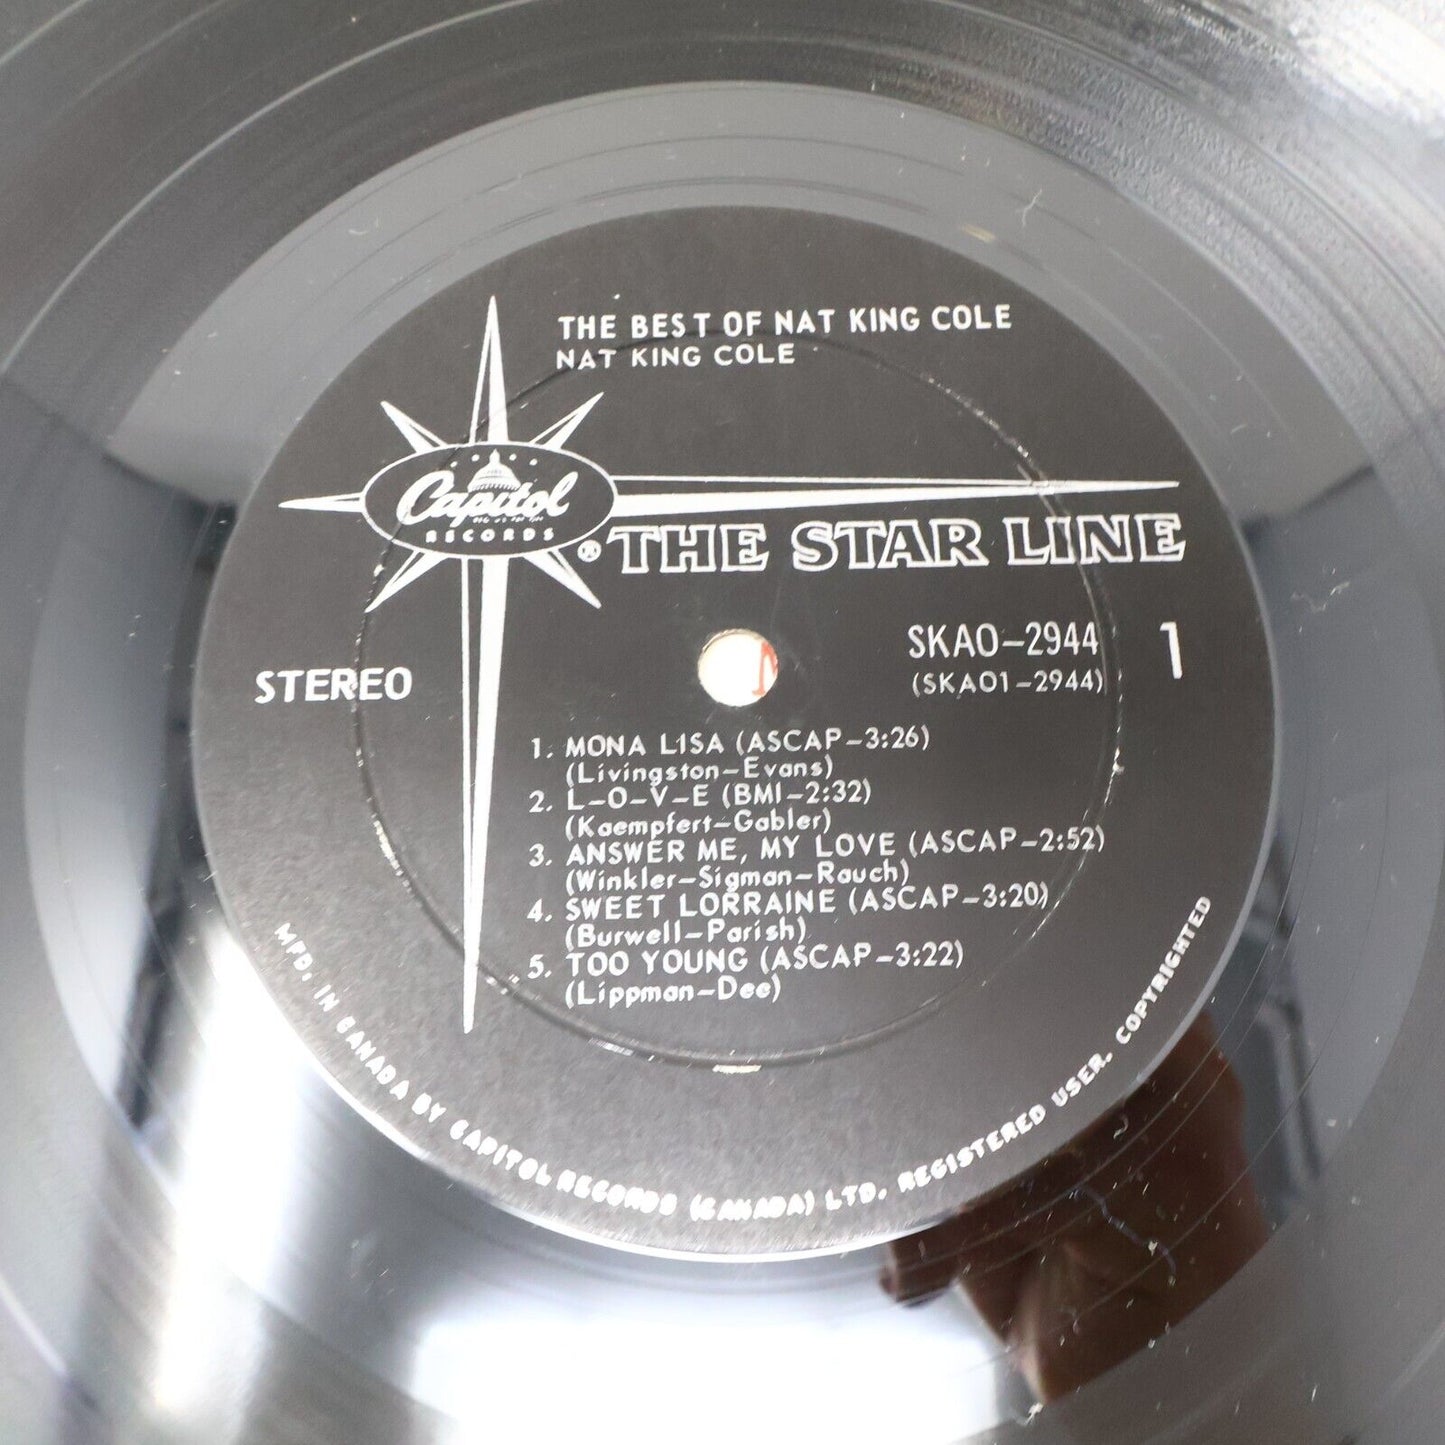 THE BEST OF NAT KING COLE
NAT KING COLE
Capitol
RECORDS
® THE STAR LINE
SKAO-2944 1
(SKAO1-2944)
STEREO
1. MONA LISA (ASCAP-3:26)
(Livingston-Evans)
2. L-O-V-E (BMI-2:32)
(Kaempfert-Gabler)
3. ANSWER ME, MY LOVE (ASCAP-2:52)
(Winkler-Sigman-Rauch)
4. SWEET LORRAINE (ASCAP-3:20)
(Burwell-Parish)
5. TOO YOUNG (ASCAP-3:22)
(Lippman-Dee)
MFD. IN CANADA BY CAPITOL RECORDS (CANADA) LTD. REGISTERED USER. COPYRIGHTED